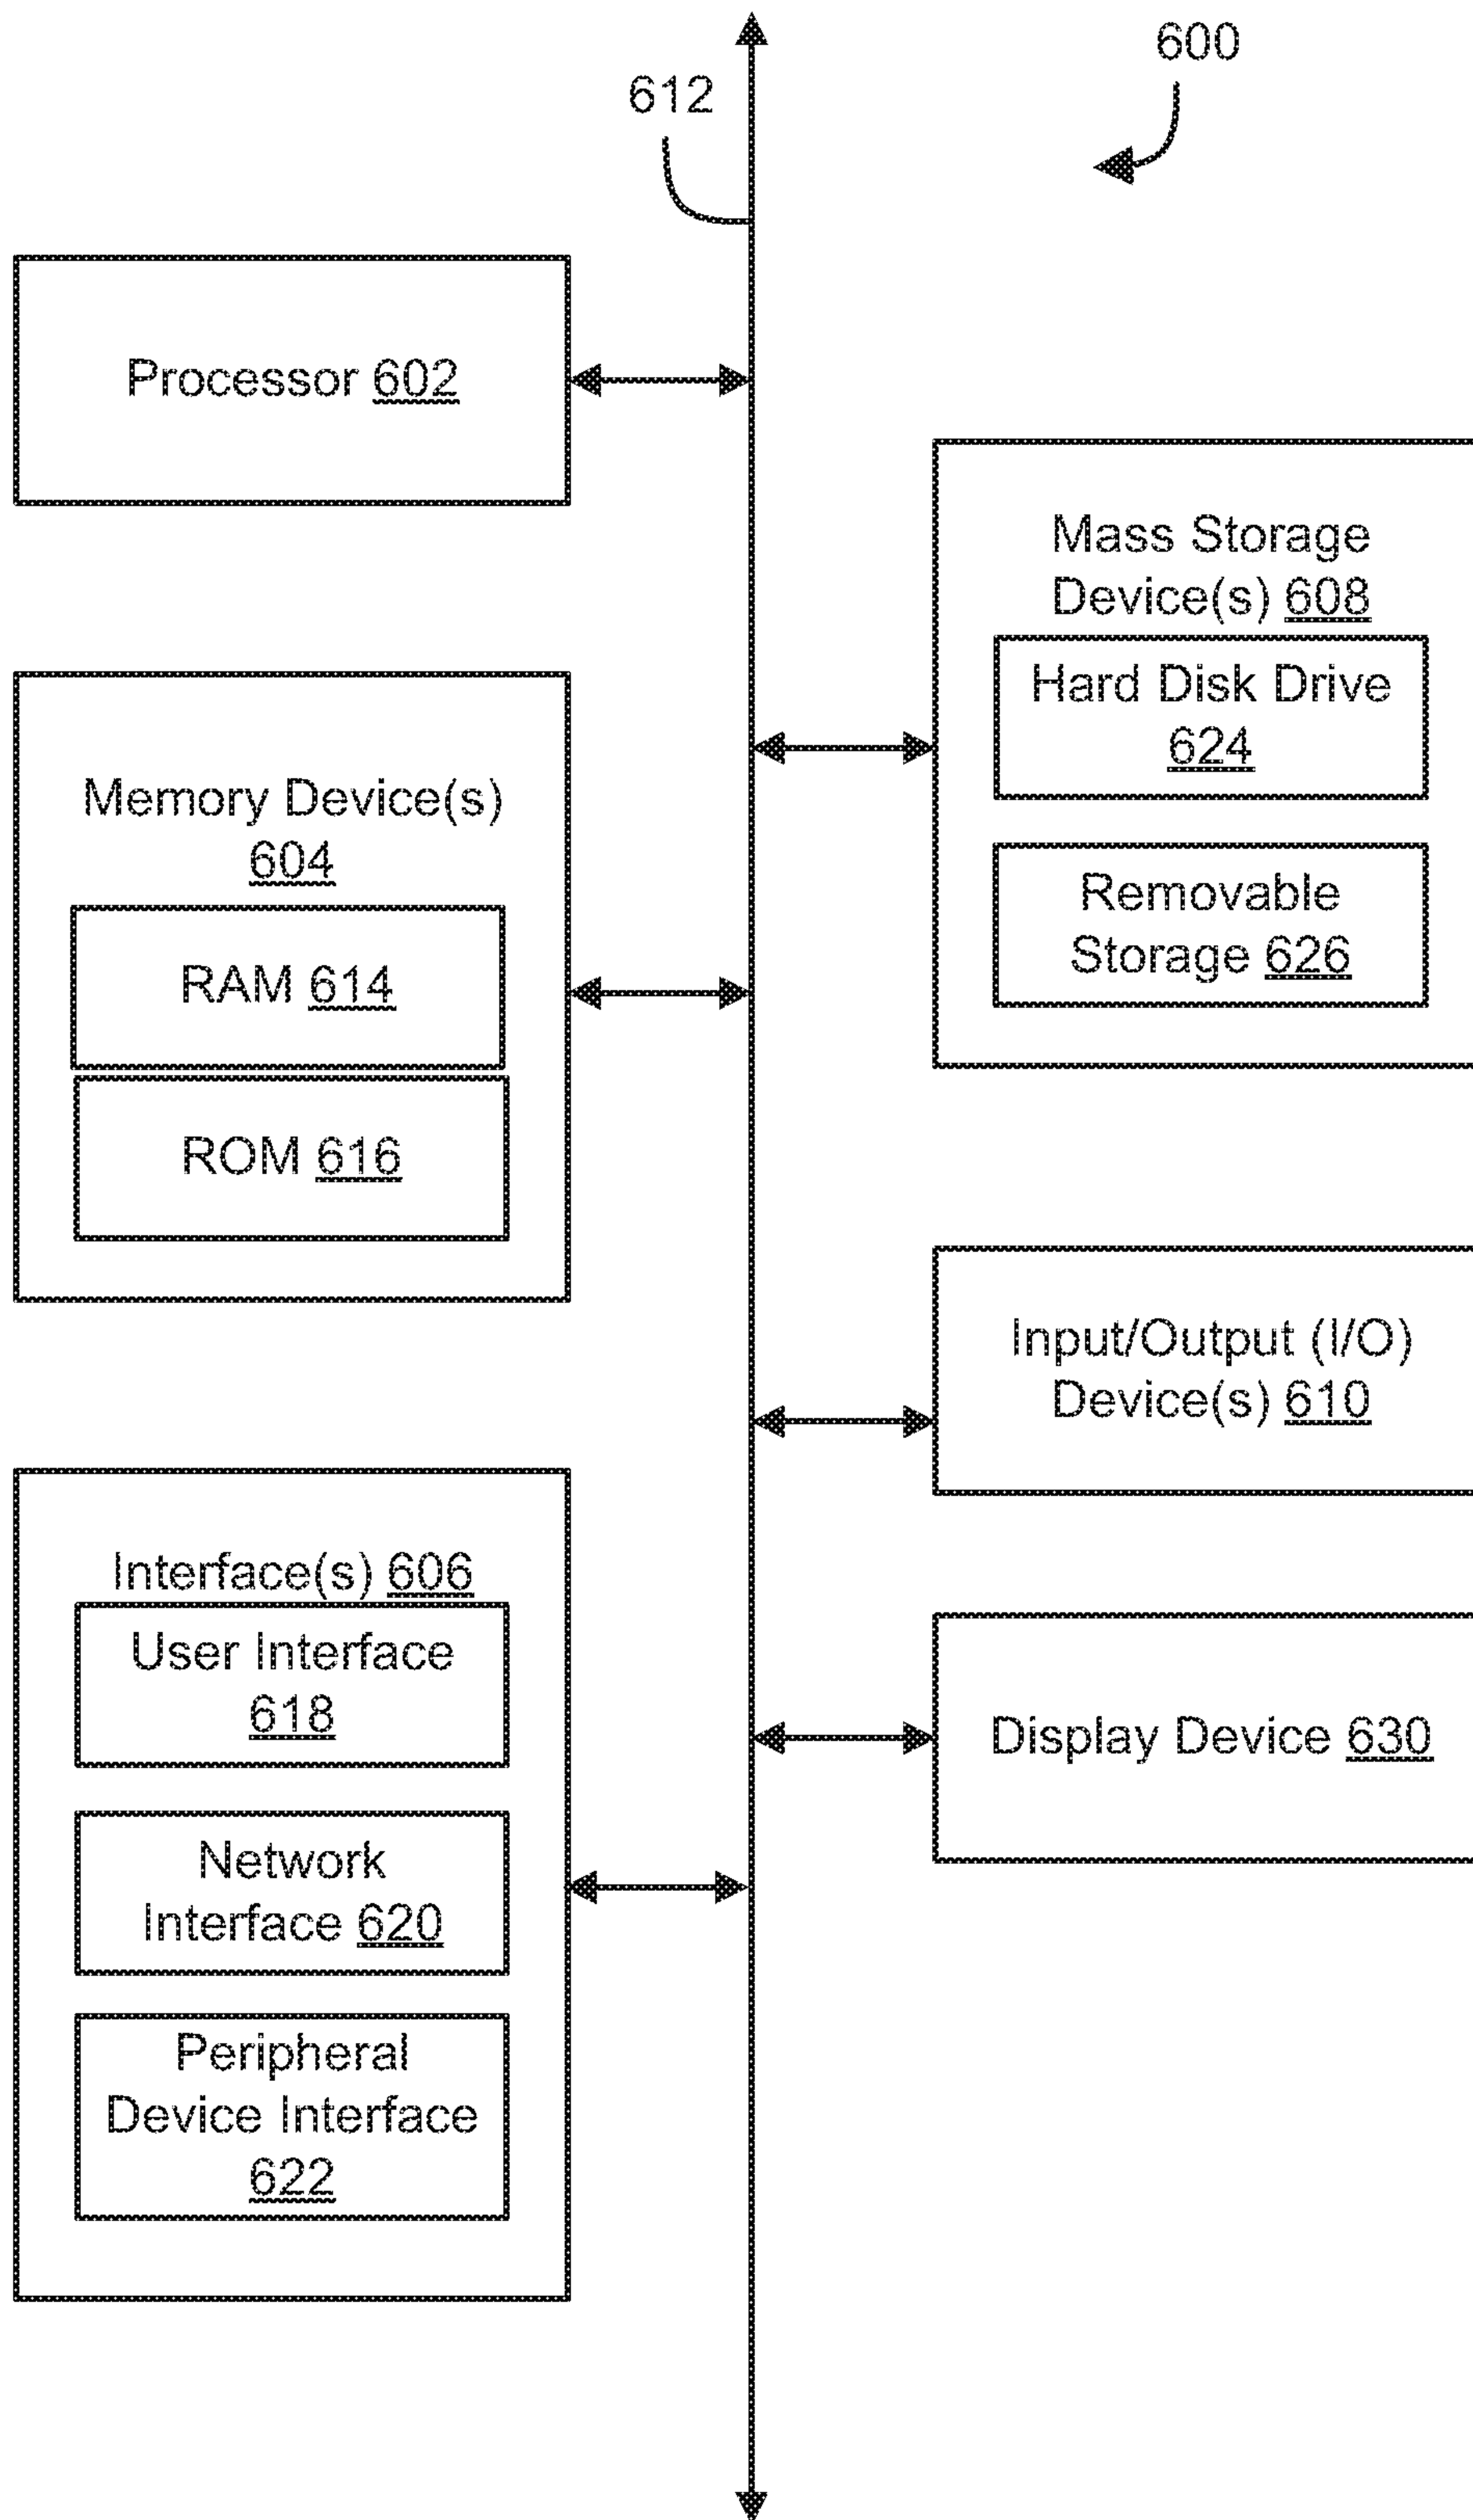 600
612
Processor 602
Mass Storage
Device(s) 608
Hard Disk Drive
624
Removable
Storage 626
Memory Device(s)
604
RAM 614
ROM 616
Input/Output (I/O)
Device(s) 610
Interface(s) 606
User Interface
618
Network
Interface 620
Peripheral
Device Interface
622
Display Device 630